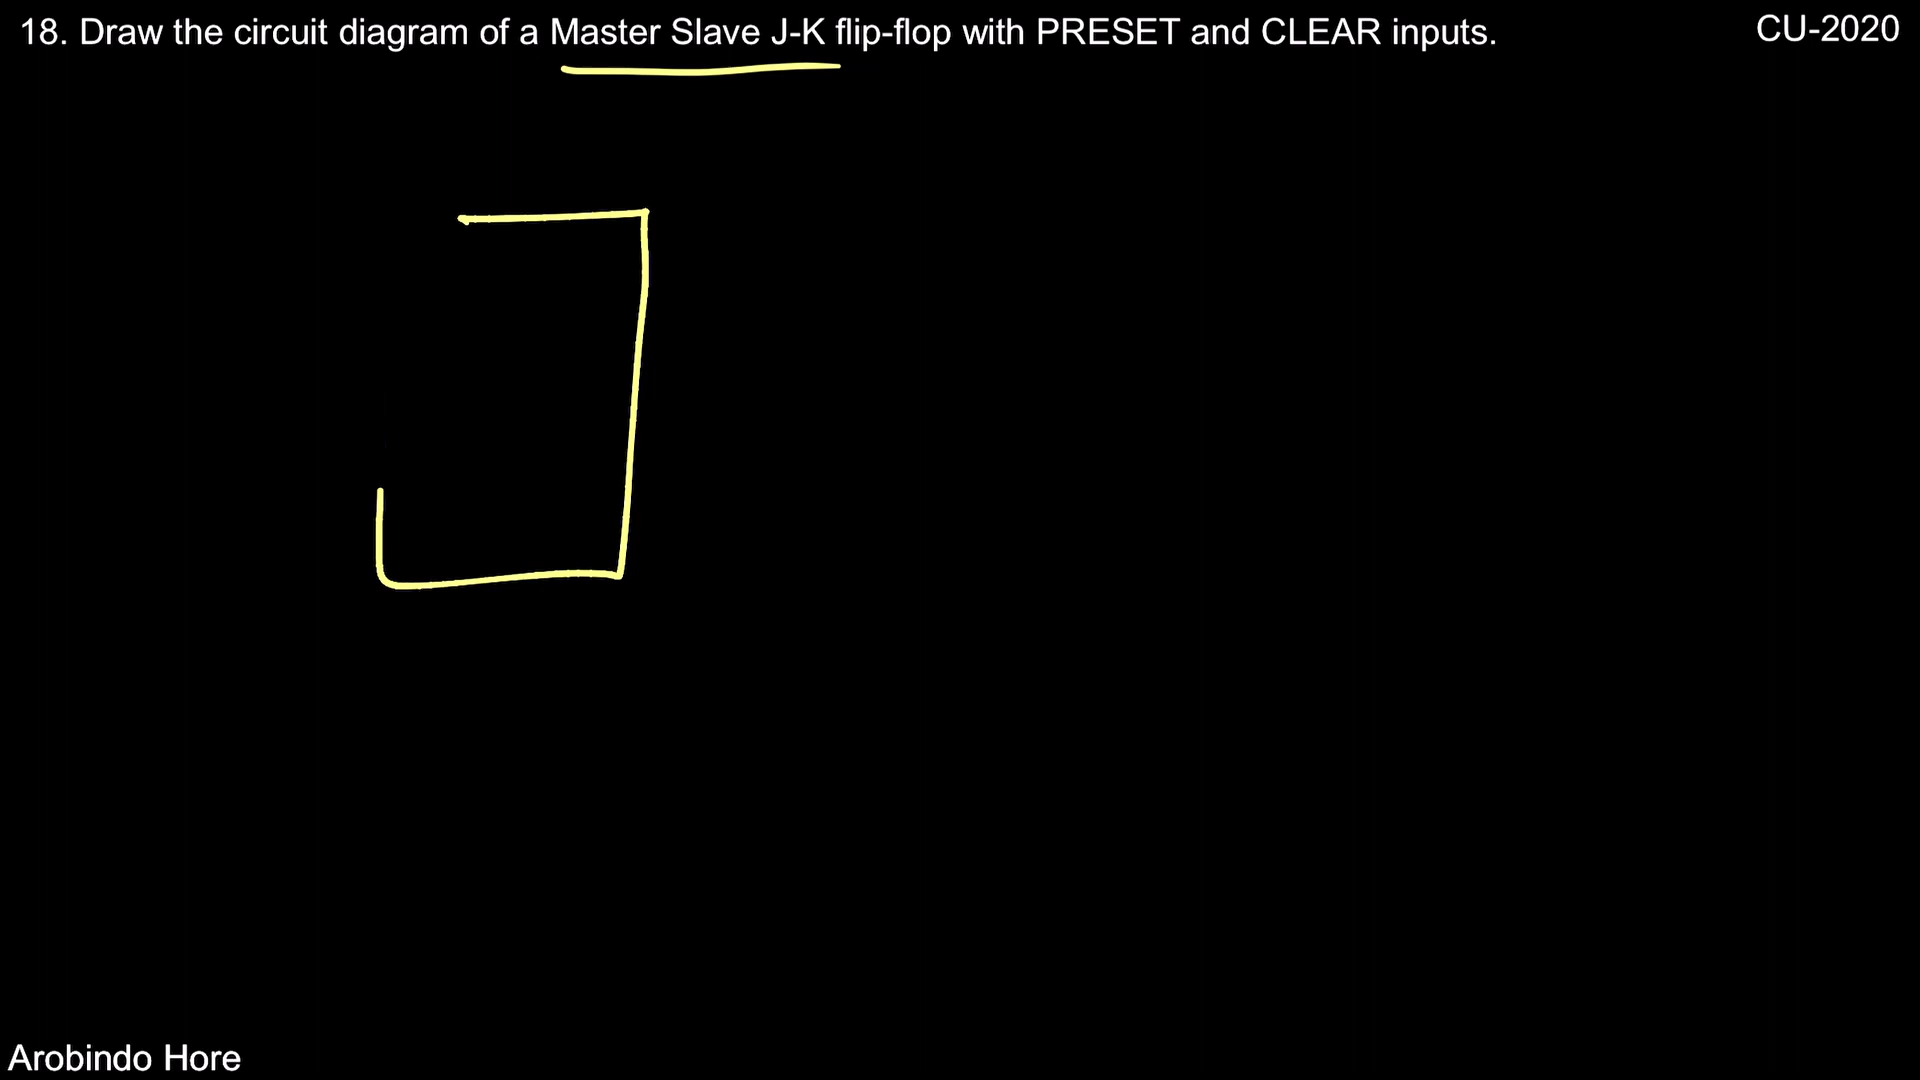 18. Draw the circuit diagram of a Master Slave J-K flip-flop with PRESET and CLEAR inputs.
CU-2020
Arobindo Hore